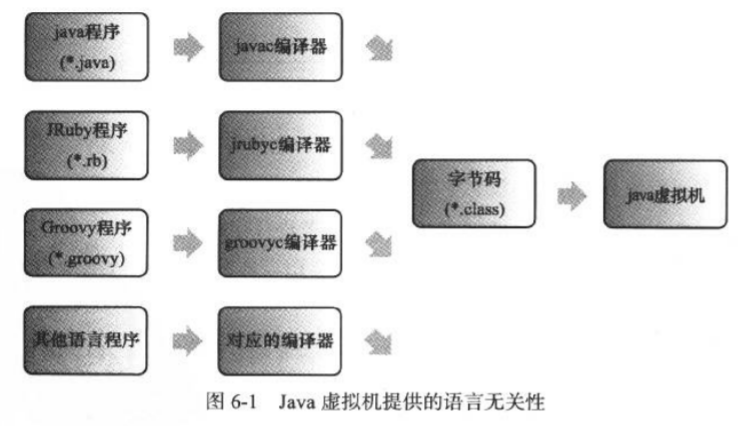 java程序
(*.java)
javac编译器
JRuby程序
(*.rb)
jrubyc编译器
字节码
(*.class)
java虚拟机
Groovy程序
(*.groovy)
groovyc编译器
其他语言程序
对应的编译器
图 6-1 Java 虚拟机提供的语言无关性